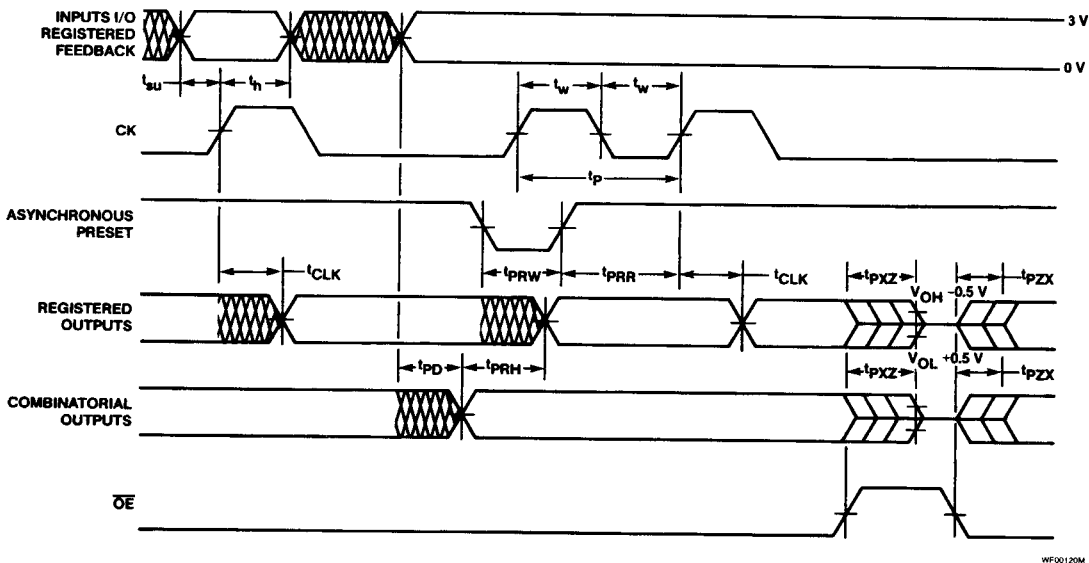 INPUTS I/O
REGISTERED
FEEDBACK
3 V
0 V
tsu
th
tw
tw
CK
tP
ASYNCHRONOUS
PRESET
tCLK
tPRW
tPRR
tCLK
tPXZ
tPZX
VOH -0.5 V
REGISTERED
OUTPUTS
VOL +0.5 V
tPD
tPRH
tPXZ
tPZX
COMBINATORIAL
OUTPUTS
OE
WF00120M